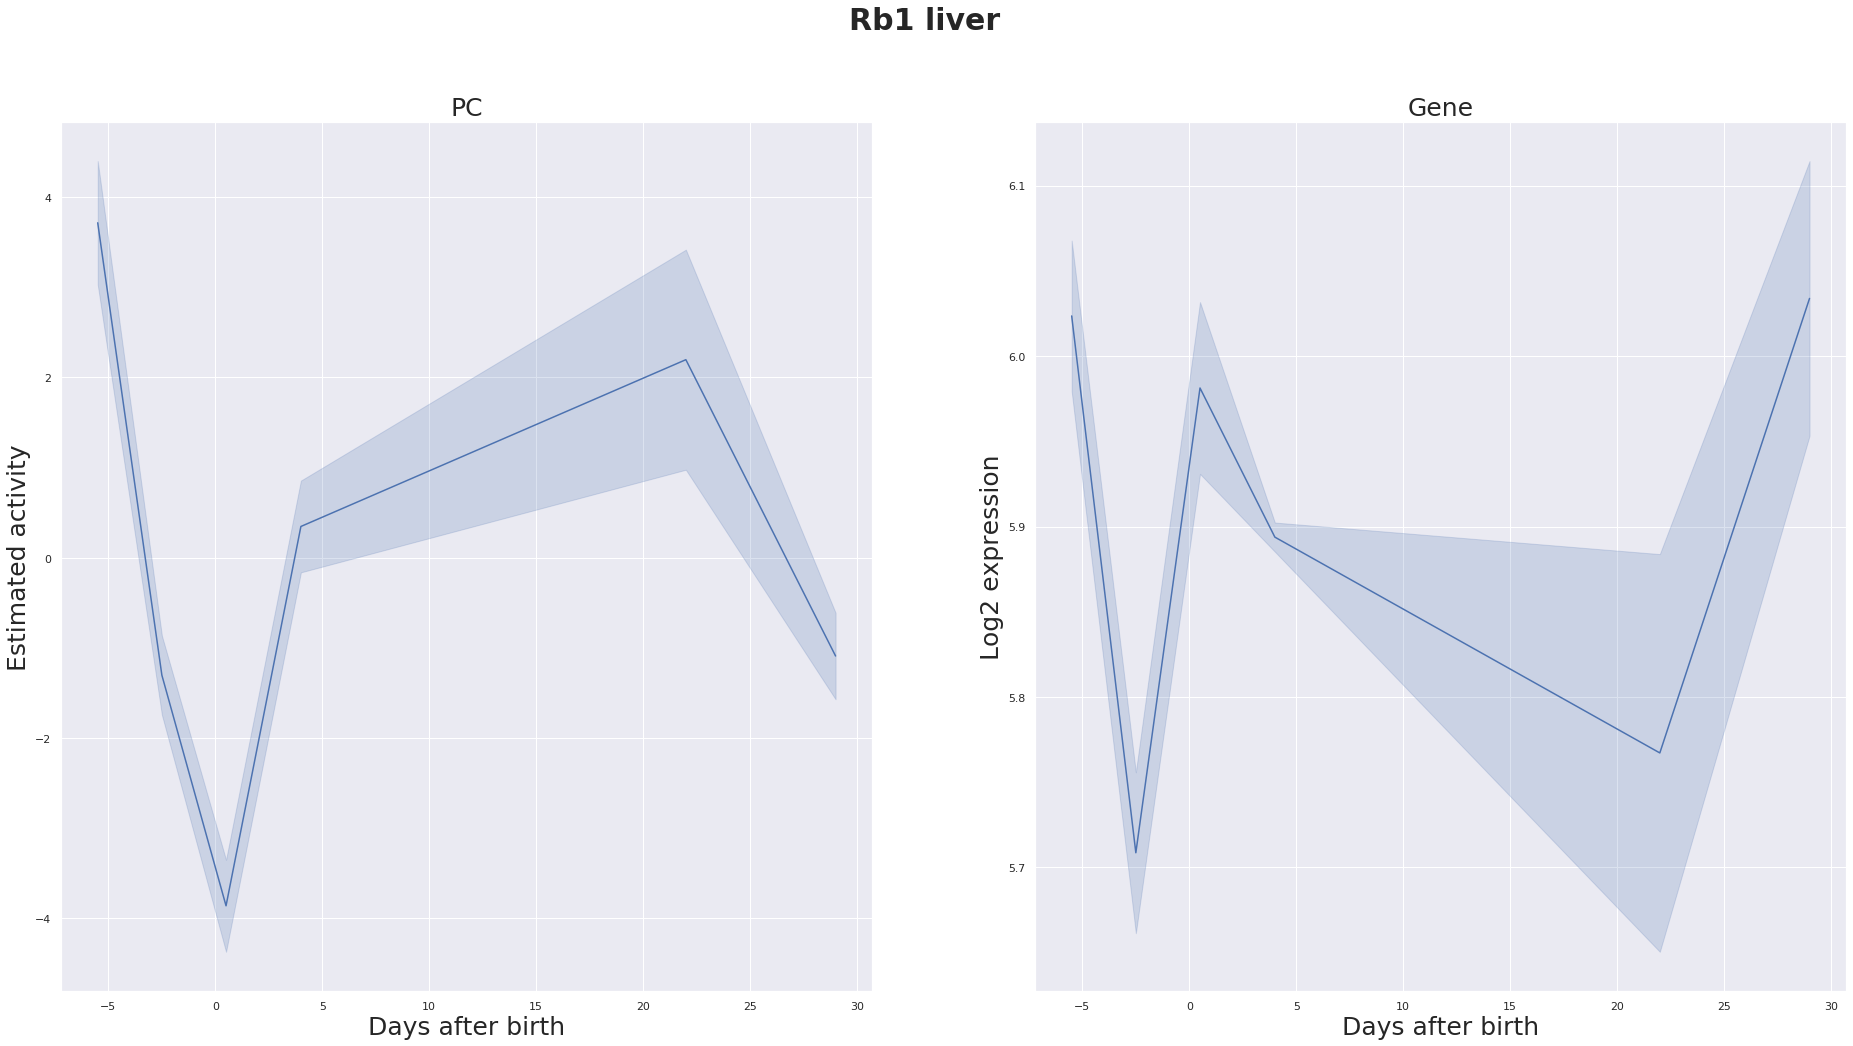 Rb1 liver
PC
Estimated activity
4
2
0
−2
−4
−5 0 5 10 15 20 25 30
Days after birth
Gene
Log2 expression
6.1
6.0
5.9
5.8
5.7
−5 0 5 10 15 20 25 30
Days after birth